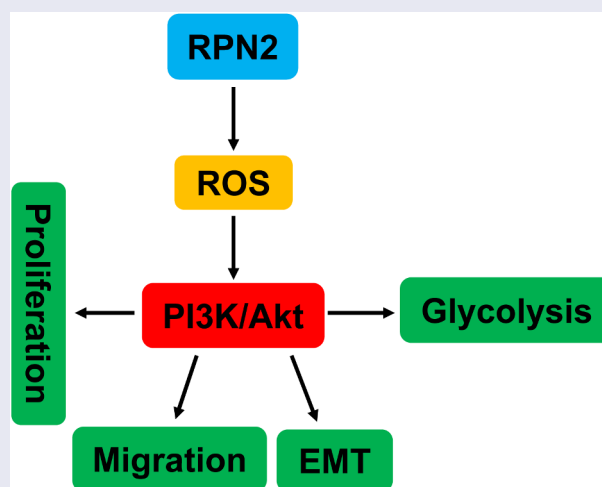 RPN2
ROS
Proliferation
PI3K/Akt
Glycolysis
Migration
EMT